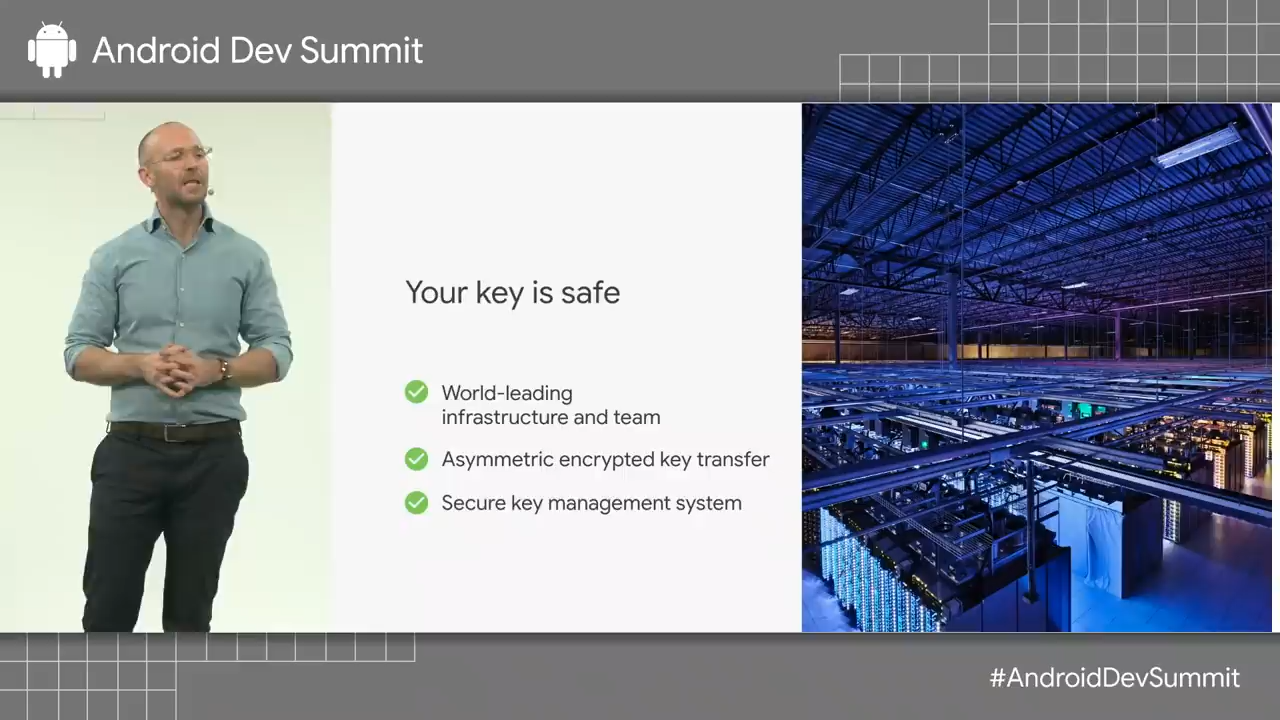 Android Dev Summit
Your key is safe
World-leading
infrastructure and team
Asymmetric encrypted key transfer
Secure key management system
#AndroidDevSummit